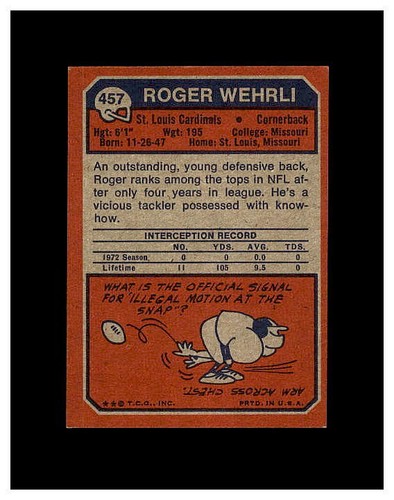 457 ROGER WEHRLI
St. Louis Cardinals • Cornerback
Hgt: 6'1" Wgt: 195 College: Missouri
Born: 11-26-47 Home: St. Louis, Missouri
An outstanding, young defensive back,
Roger ranks among the tops in NFL af-
ter only four years in league. He's a
vicious tackler possessed with know-
how.
INTERCEPTION RECORD
NO. YDS. AVG. TDS.
1972 Season 0 0 0.0 0
Lifetime 11 105 9.5 0
WHAT IS THE OFFICIAL SIGNAL
FOR "ILLEGAL MOTION AT THE
SNAP"?
ARM ACROSS CHEST.
★★© T.C.G., INC. PRTD. IN U.S.A.